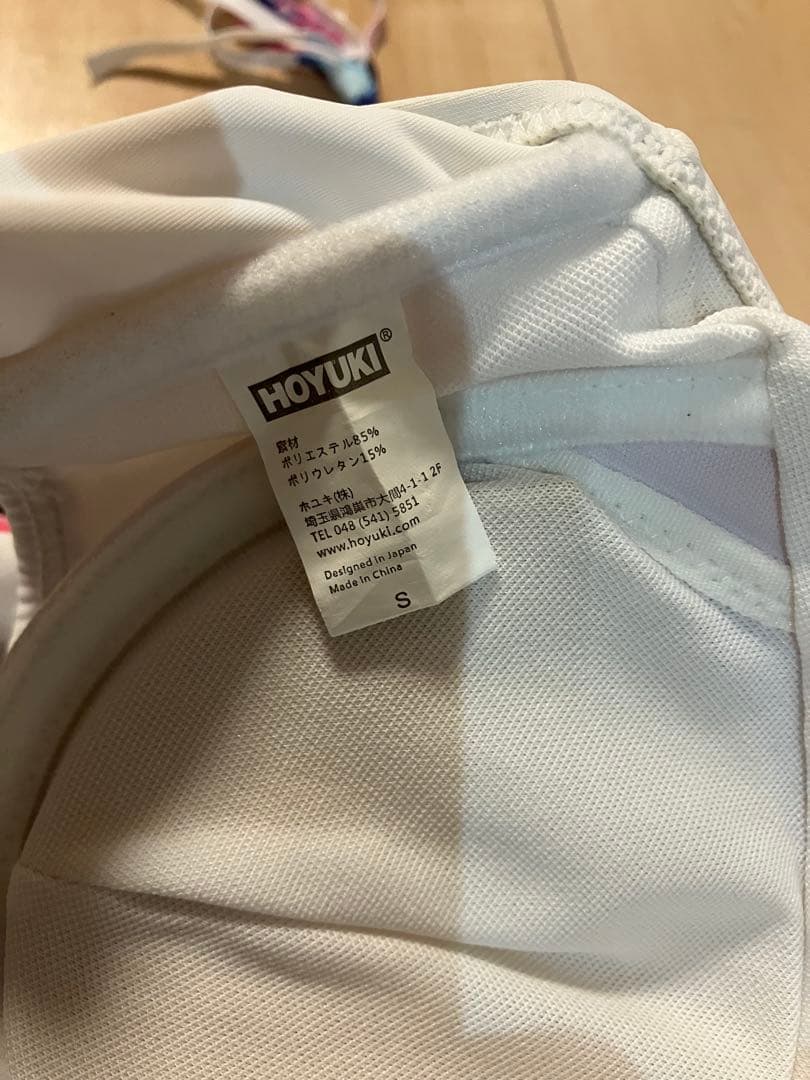 HOYUKI®
素材
ポリエステル85%
ポリウレタン15%
ホユキ(株)
埼玉県鴻巣市大間4-1-1 2F
TEL 048 (541) 5851
www.hoyuki.com
Designed in Japan
Made in China
S